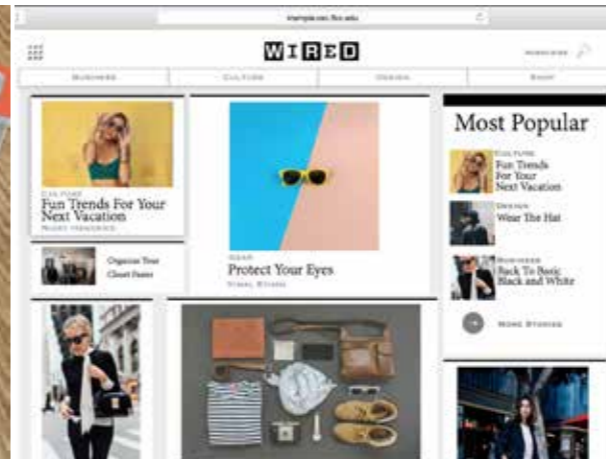 WIRED
SUBSCRIBE
BUSINESS
CULTURE
DESIGN
SHOP
CULTURE
Fun Trends For Your
Next Vacation
Organize Your
Closet Faster
GEAR
Protect Your Eyes
Most Popular
CULTURE
Fun Trends
For Your
Next Vacation
DESIGN
Wear The Hat
BUSINESS
Back To Basic
Black and White
MORE STORIES